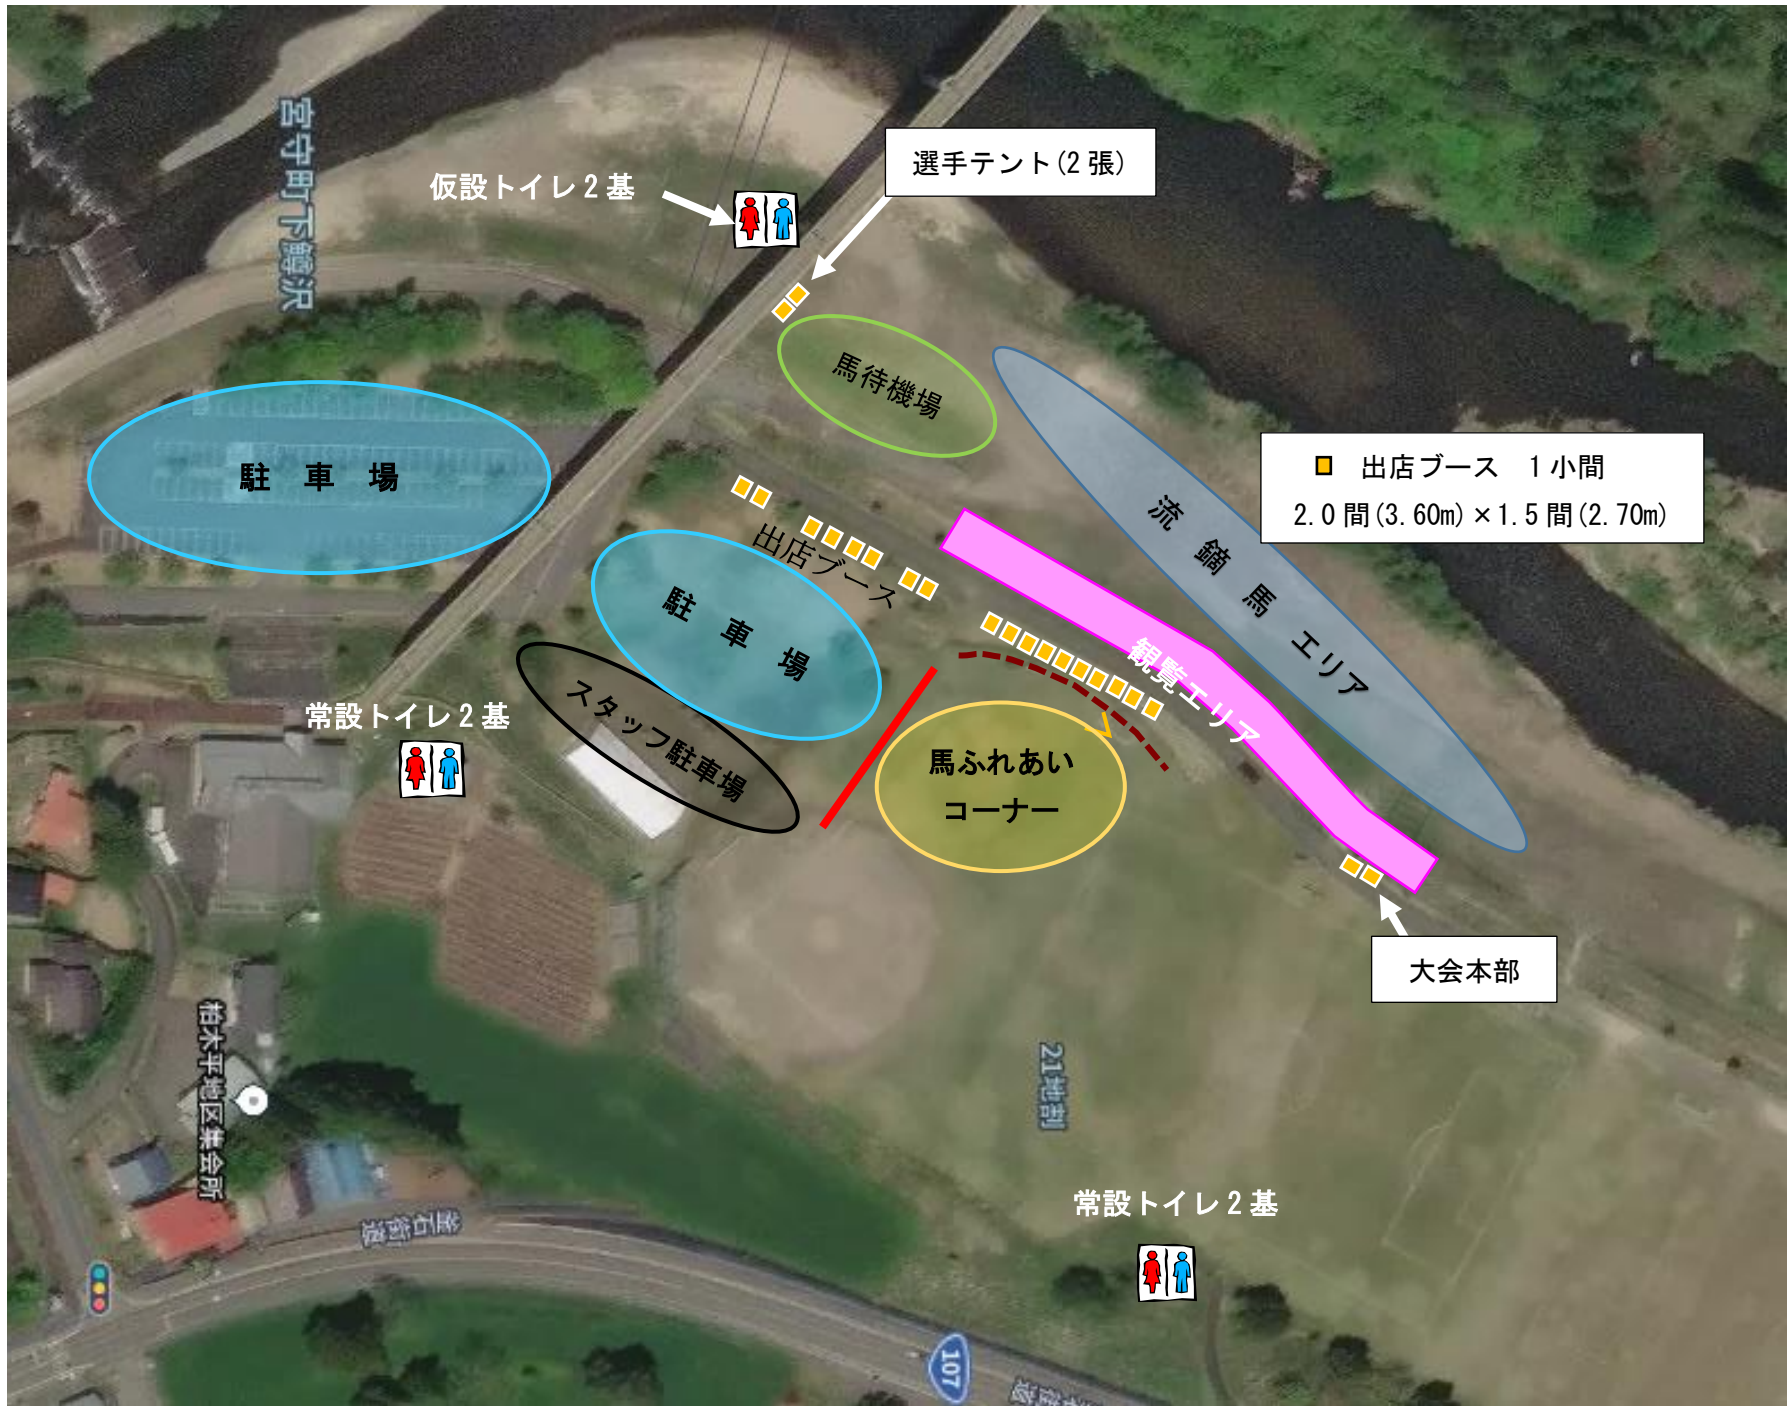 宮守町下鱒沢
仮設トイレ2基
選手テント(2張)
馬待機場
駐 車 場
出店ブース 1小間
2.0間(3.60m)×1.5間(2.70m)
流 鏑 馬 エリア
出店ブース
駐 車 場
観覧エリア
スタッフ駐車場
常設トイレ2基
馬ふれあい
コーナー
大会本部
柏木平地区集会所
21地割
常設トイレ2基
釜石街道
107